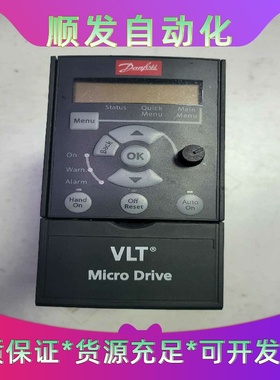 顺发自动化
Danfoss
Status
Quick
Menu
Main
Menu
Menu
Back
OK
On
Warn.
Alarm
Hand
On
Off
Reset
Auto
On
VLT®
Micro Drive
质保证*货源充足*可开发